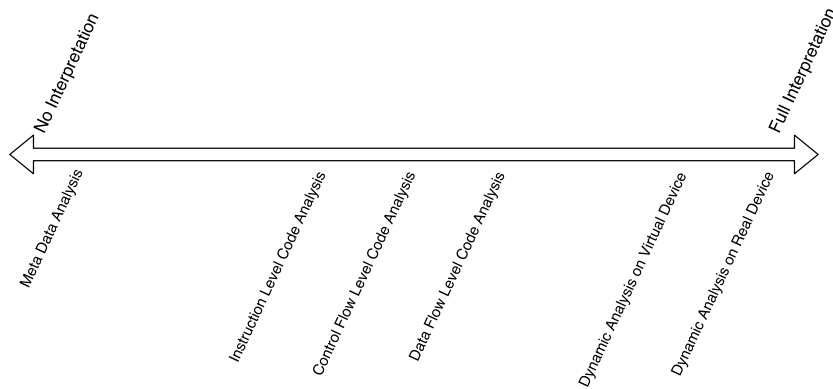 No Interpretation
Full Interpretation
Meta Data Analysis
Instruction Level Code Analysis
Control Flow Level Code Analysis
Data Flow Level Code Analysis
Dynamic Analysis on Virtual Device
Dynamic Analysis on Real Device